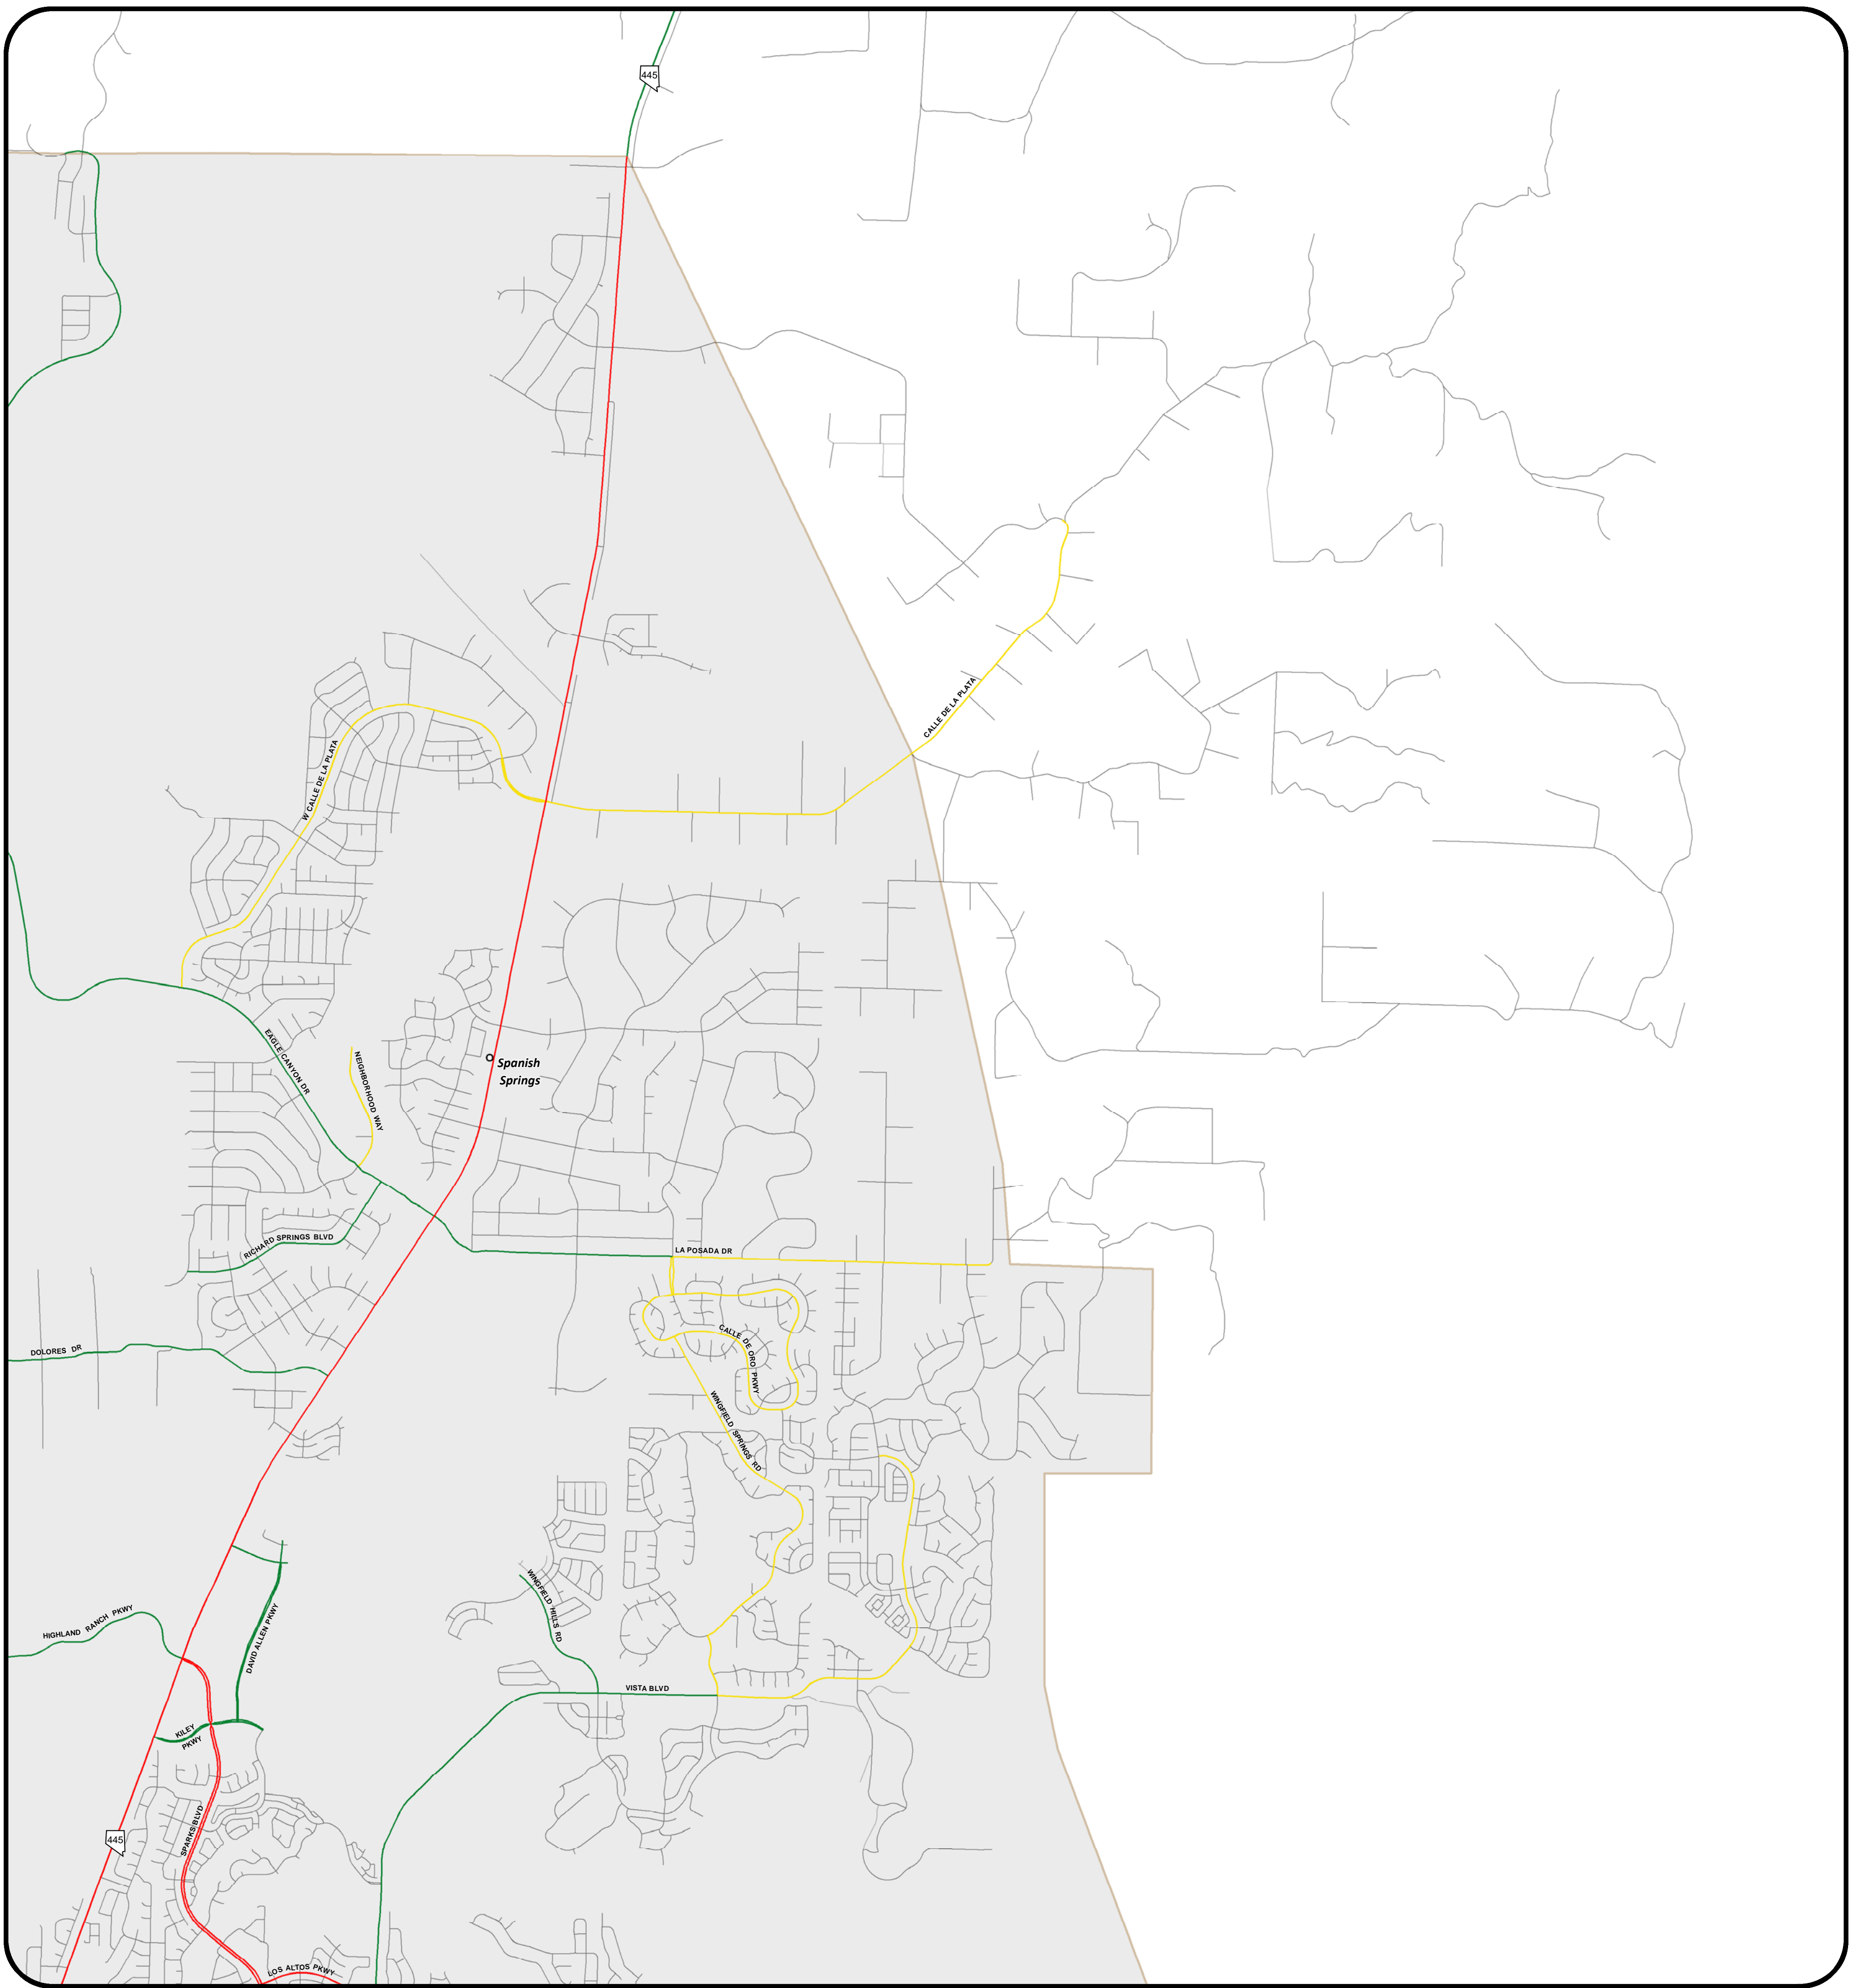 445
CALLE DE LA PLATA
W CALLE DE LA PLATA
EAGLE CANYON DR
NEIGHBORHOOD WAY
Spanish
Springs
RICHARD SPRINGS BLVD
LA POSADA DR
DOLORES DR
CALLE DE ORO PKWY
WINGFIELD SPRINGS RD
WINGFIELD HILLS RD
HIGHLAND RANCH PKWY
DAVID ALLEN PKWY
VISTA BLVD
KILEY
PKWY
SPARKS BLVD
445
LOS ALTOS PKWY